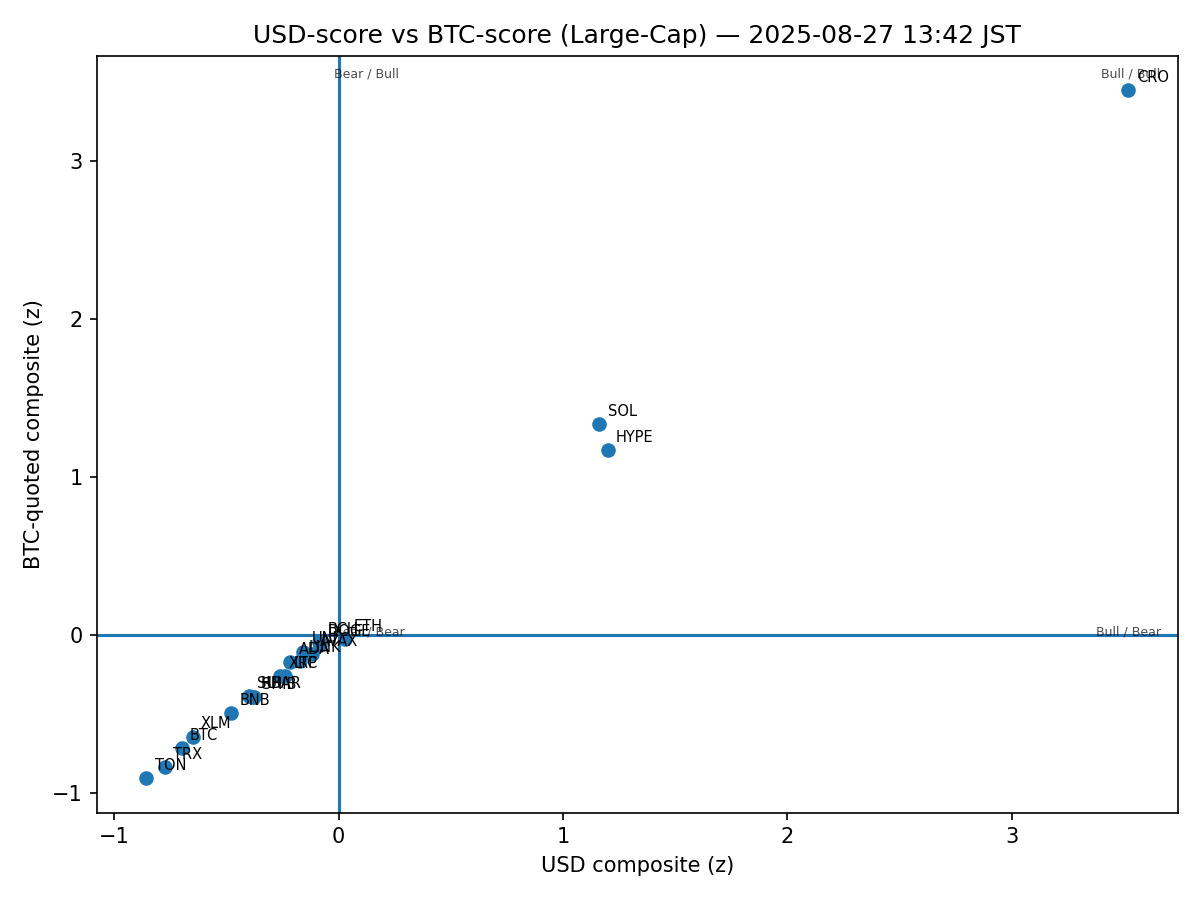 USD-score vs BTC-score (Large-Cap) — 2025-08-27 13:42 JST
Bear / Bull
Bull / Bull
CRO
3
2
SOL
HYPE
1
ETH
0
/ Bear
Bull / Bear
BNB
XLM
BTC
TRX
TON
−1
−1
0
1
2
3
USD composite (z)
BTC-quoted composite (z)